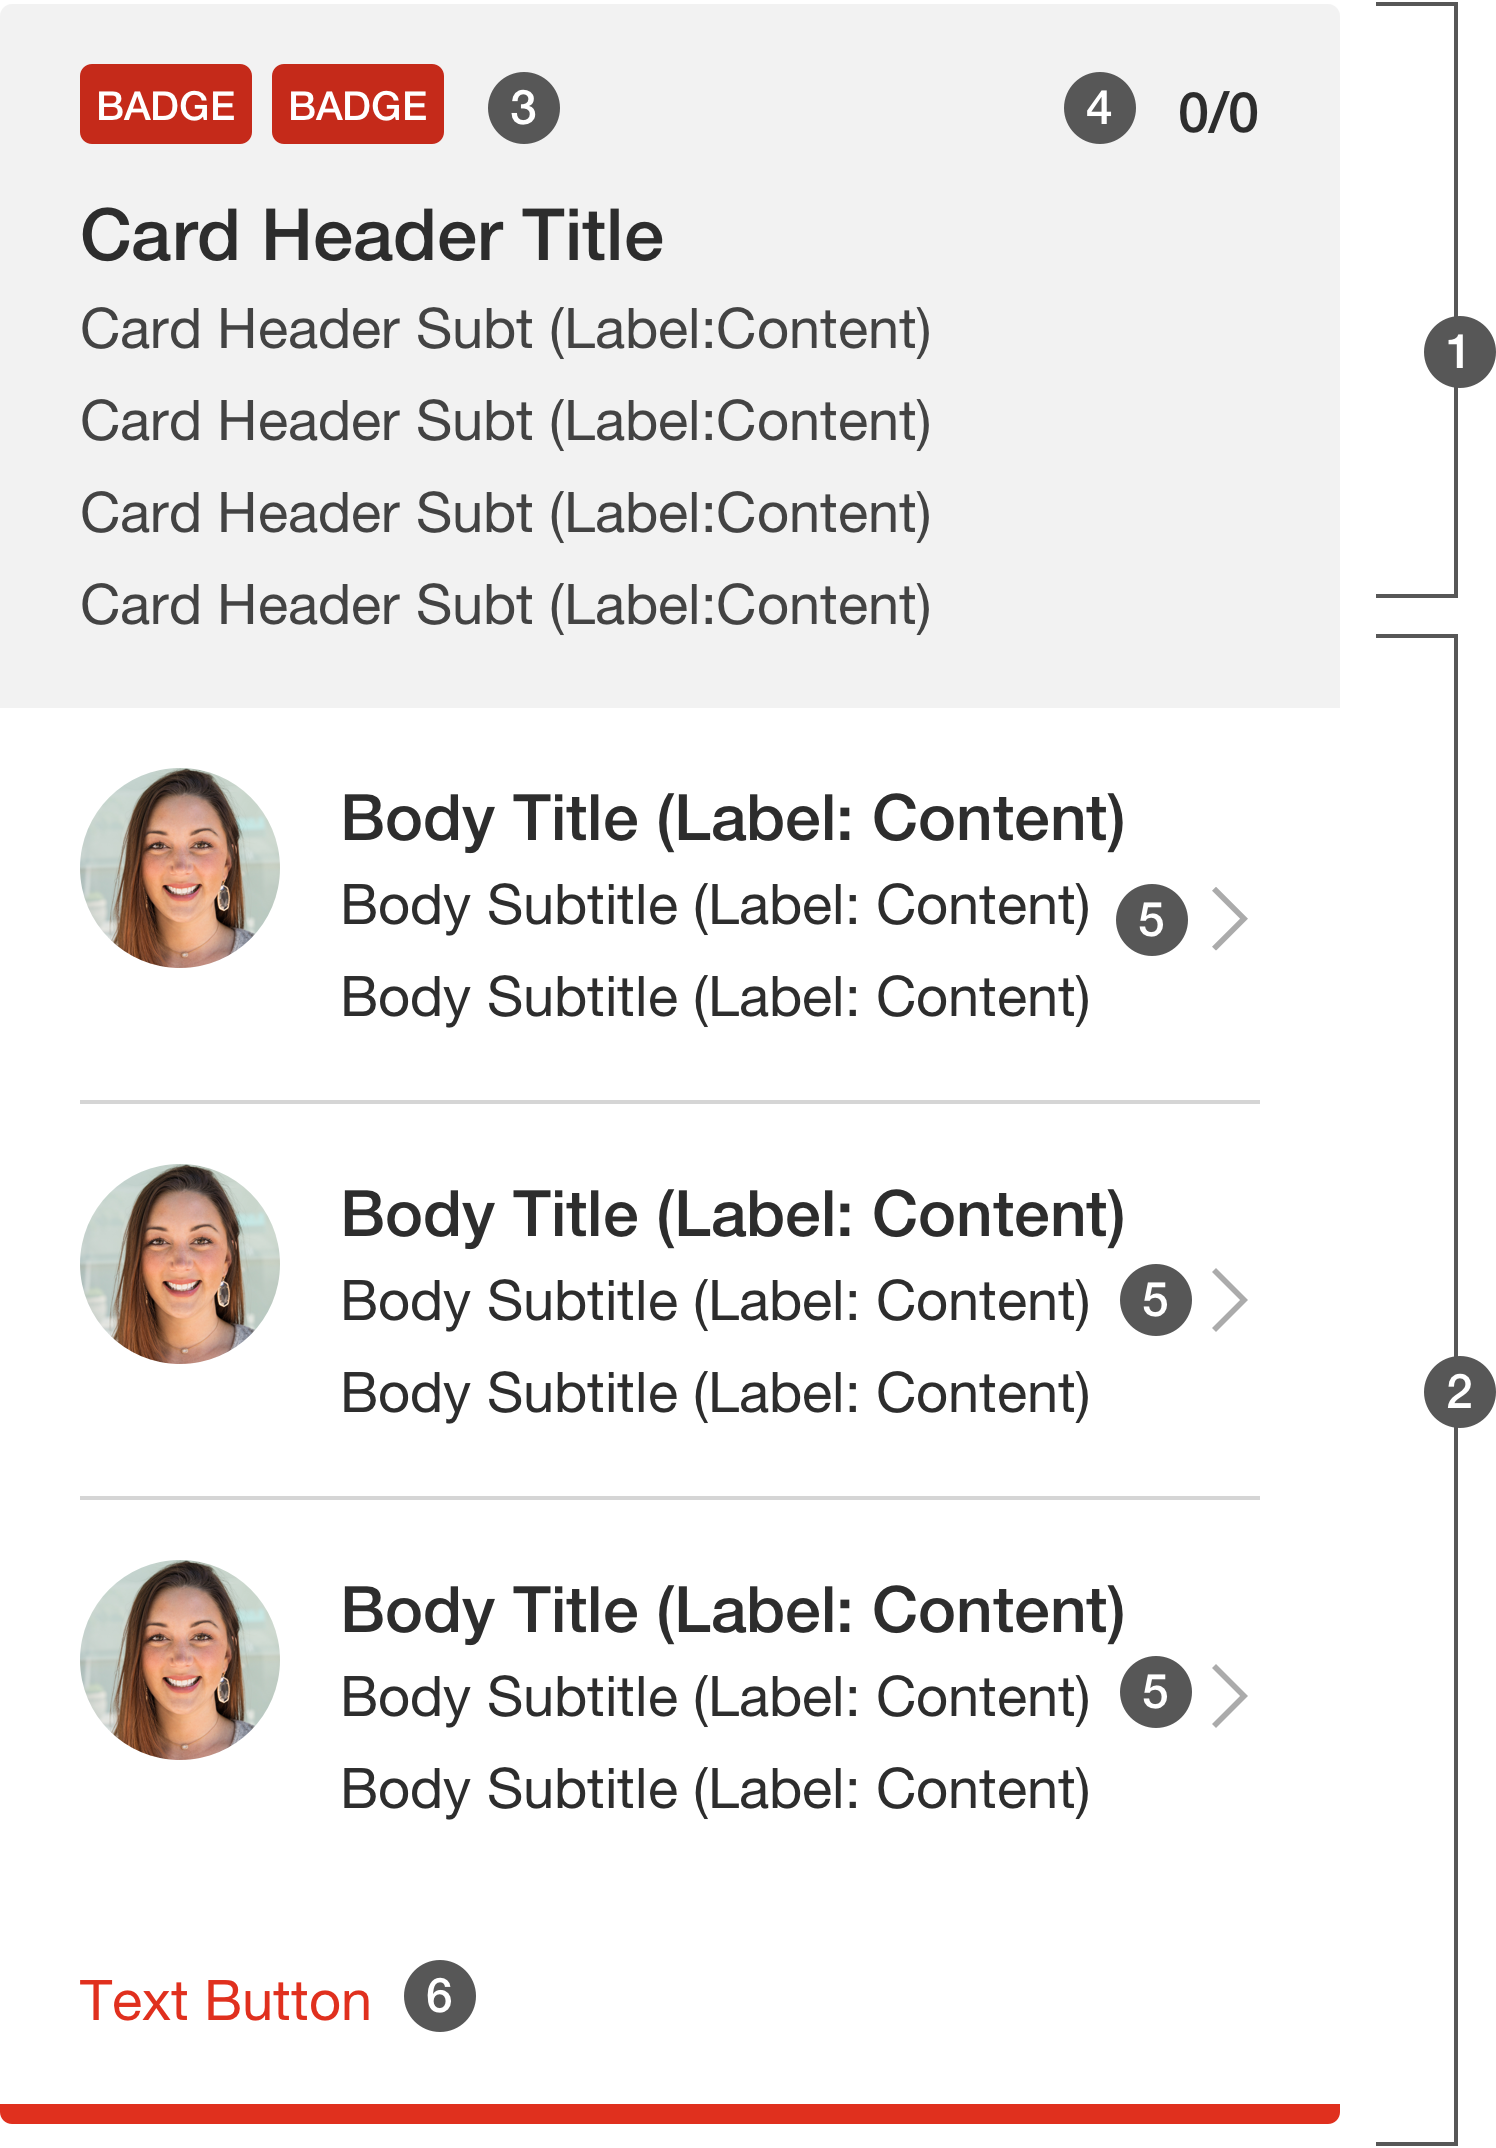 BADGE BADGE 3 4 0/0
Card Header Title
Card Header Subt (Label:Content)
1
Card Header Subt (Label:Content)
Card Header Subt (Label:Content)
Card Header Subt (Label:Content)
Body Title (Label: Content)
Body Subtitle (Label: Content) 5
Body Subtitle (Label: Content)
Body Title (Label: Content)
Body Subtitle (Label: Content) 5
Body Subtitle (Label: Content)
2
Body Title (Label: Content)
Body Subtitle (Label: Content) 5
Body Subtitle (Label: Content)
Text Button 6